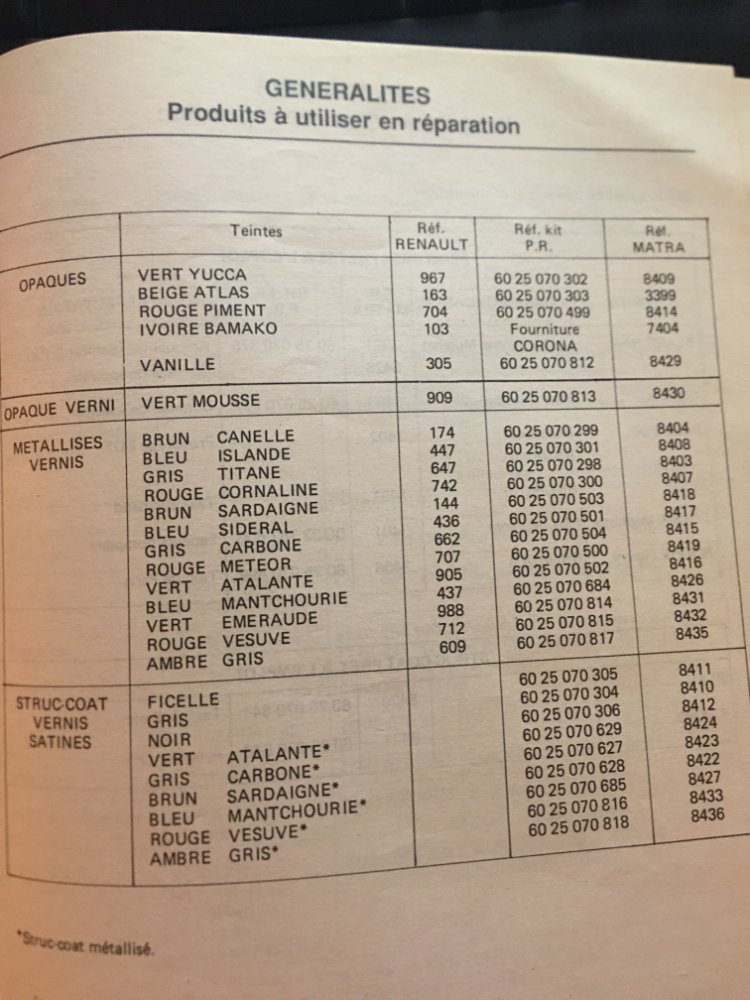 GENERALITES
Produits à utiliser en réparation
Teintes Réf. RENAULT Réf. kit P.R. Réf. MATRA
OPAQUES VERT YUCCA 967 60 25 070 302 8409
BEIGE ATLAS 163 60 25 070 303 3399
ROUGE PIMENT 704 60 25 070 499 8414
IVOIRE BAMAKO 103 Fourniture 7404
CORONA
VANILLE 305 60 25 070 812 8429
OPAQUE VERNI VERT MOUSSE 909 60 25 070 813 8430
METALLISES BRUN CANELLE 174 60 25 070 299 8404
VERNIS BLEU ISLANDE 447 60 25 070 301 8408
GRIS TITANE 647 60 25 070 298 8403
ROUGE CORNALINE 742 60 25 070 300 8407
BRUN SARDAIGNE 144 60 25 070 503 8418
BLEU SIDERAL 436 60 25 070 501 8417
GRIS CARBONE 662 60 25 070 504 8415
ROUGE METEOR 707 60 25 070 500 8419
VERT ATALANTE 905 60 25 070 502 8416
BLEU MANTCHOURIE 437 60 25 070 684 8426
VERT EMERAUDE 988 60 25 070 814 8431
ROUGE VESUVE 712 60 25 070 815 8432
AMBRE GRIS 609 60 25 070 817 8435
STRUC-COAT FICELLE 60 25 070 305 8411
VERNIS GRIS 60 25 070 304 8410
SATINES NOIR 60 25 070 306 8412
VERT ATALANTE* 60 25 070 629 8424
GRIS CARBONE* 60 25 070 627 8423
BRUN SARDAIGNE* 60 25 070 628 8422
BLEU MANTCHOURIE* 60 25 070 685 8427
ROUGE VESUVE* 60 25 070 816 8433
AMBRE GRIS* 60 25 070 818 8436
*Struc-coat métallisé.